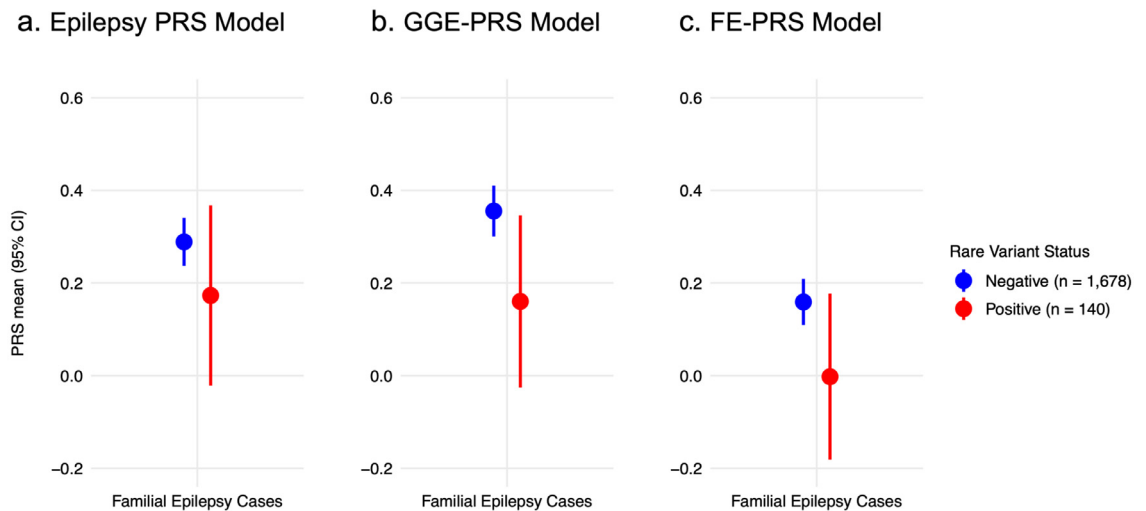 a. Epilepsy PRS Model
b. GGE-PRS Model
c. FE-PRS Model
PRS mean (95% CI)
0.6
0.4
0.2
0.0
−0.2
Familial Epilepsy Cases
0.6
0.4
0.2
0.0
−0.2
Familial Epilepsy Cases
0.6
0.4
0.2
0.0
−0.2
Familial Epilepsy Cases
Rare Variant Status
Negative (n = 1,678)
Positive (n = 140)